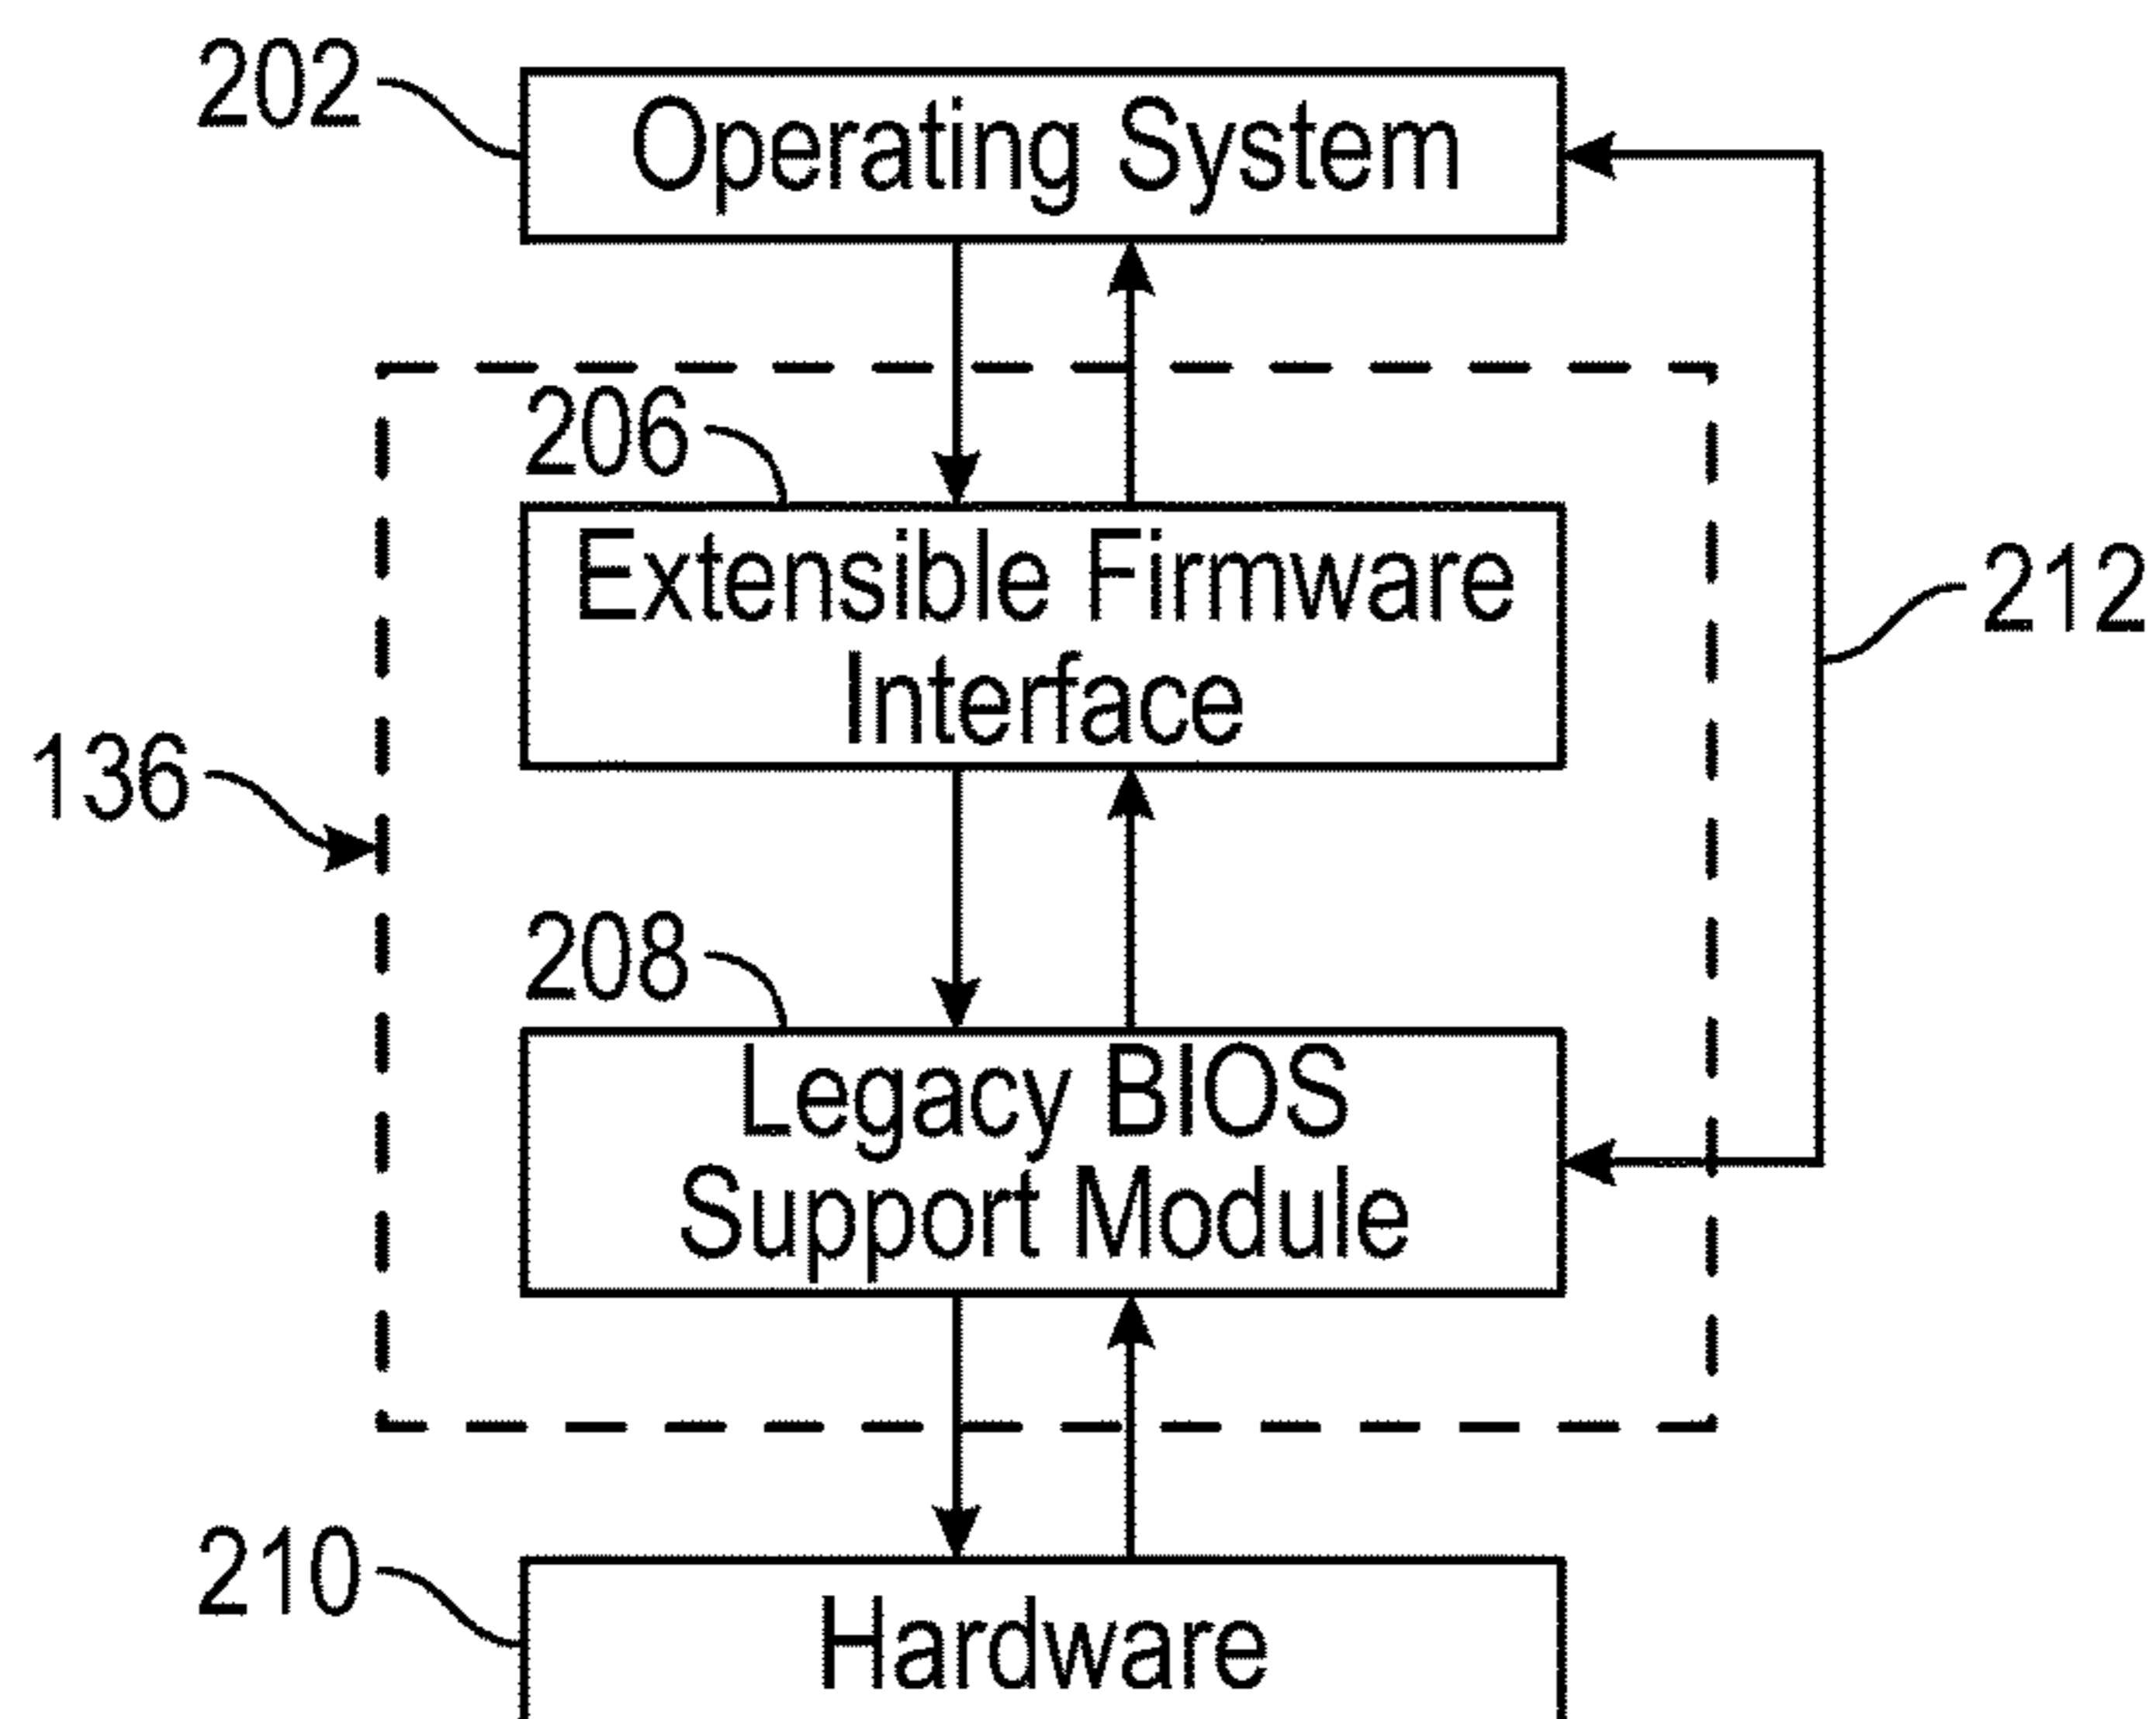 202
Operating System
206
Extensible Firmware
Interface
212
136
208
Legacy BIOS
Support Module
210
Hardware